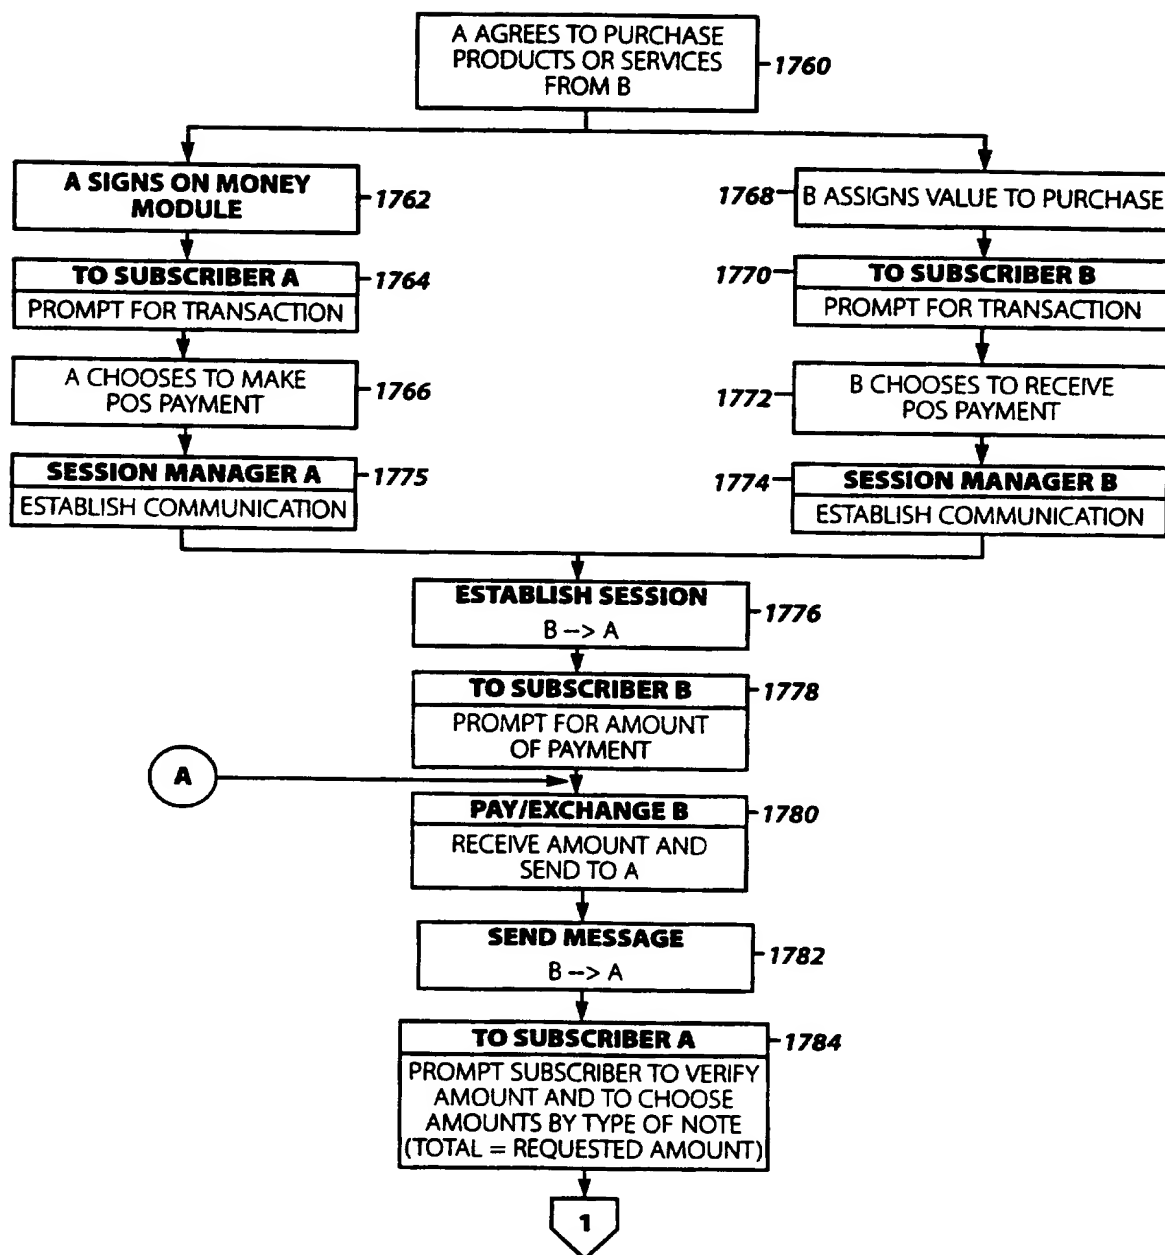 A AGREES TO PURCHASE
PRODUCTS OR SERVICES
FROM B
1760
A SIGNS ON MONEY
MODULE
1762
TO SUBSCRIBER A
1764
PROMPT FOR TRANSACTION
A CHOOSES TO MAKE
POS PAYMENT
1766
SESSION MANAGER A
1775
ESTABLISH COMMUNICATION
1768
B ASSIGNS VALUE TO PURCHASE
1770
TO SUBSCRIBER B
PROMPT FOR TRANSACTION
1772
B CHOOSES TO RECEIVE
POS PAYMENT
1774
SESSION MANAGER B
ESTABLISH COMMUNICATION
ESTABLISH SESSION
B --> A
1776
TO SUBSCRIBER B
1778
PROMPT FOR AMOUNT
OF PAYMENT
A
PAY/EXCHANGE B
1780
RECEIVE AMOUNT AND
SEND TO A
SEND MESSAGE
B --> A
1782
TO SUBSCRIBER A
1784
PROMPT SUBSCRIBER TO VERIFY
AMOUNT AND TO CHOOSE
AMOUNTS BY TYPE OF NOTE
(TOTAL = REQUESTED AMOUNT)
1